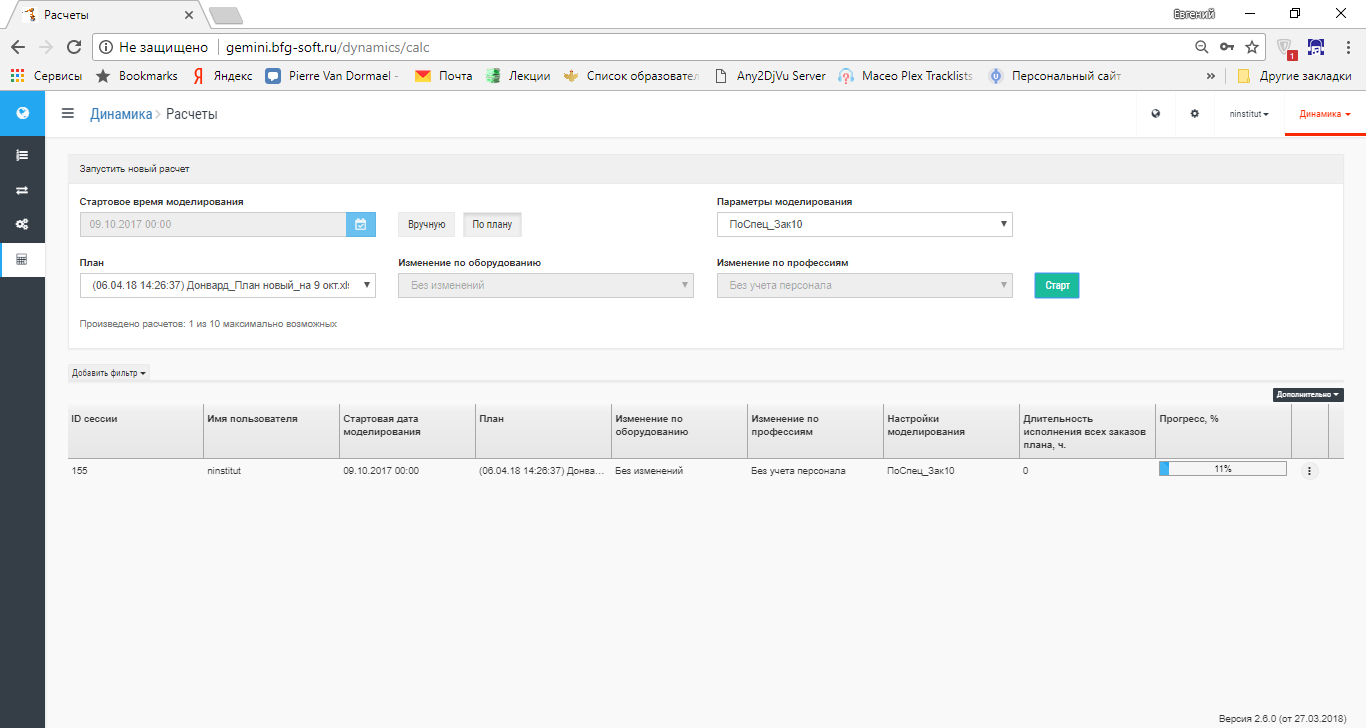 Расчеты
Евгений
Не защищено
gemini.bfg-soft.ru/dynamics/calc
1
Сервисы
Bookmarks
Яндекс
Pierre Van Dormael -
Почта
Лекции
Список образовател
Any2DjVu Server
Maceo Plex Tracklists
Персональный сайт
»
Другие закладки
Динамика > Расчеты
ninstitut
Динамика
Запустить новый расчет
Стартовое время моделирования
Параметры моделирования
09.10.2017 00:00
Вручную
По плану
ПоСпец_Зак10
План
Изменение по оборудованию
Изменение по профессиям
(06.04.18 14:26:37) Донвард_План новый_на 9 окт.xls
Без изменений
Без учета персонала
Старт
Произведено расчетов: 1 из 10 максимально возможных
Добавить фильтр
Дополнительно
ID сессии
Имя пользователя
Стартовая дата
моделирования
План
Изменение по
оборудованию
Изменение по
профессиям
Настройки
моделирования
Длительность
исполнения всех заказов
плана, ч.
Прогресс, %
155
ninstitut
09.10.2017 00:00
(06.04.18 14:26:37) Донва...
Без изменений
Без учета персонала
ПоСпец_Зак10
0
11%
Версия 2.6.0 (от 27.03.2018)